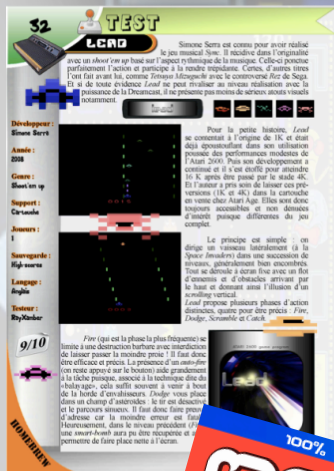 32
TEST
LEAD
Simone Serra est connu pour avoir réalisé
le jeu musical Sync. Il récidive dans l'originalité
avec un shoot'em up basé sur l'aspect rythmique de la musique. Celle-ci ponctue
parfaitement l'action et participe à la rendre trépidante. Certes, d'autres titres
l'ont fait avant lui, comme Tetsuya Mizuguchi avec le controversé Rez de Sega.
Et si de toute évidence Lead ne peut rivaliser au niveau réalisation avec la
puissance de la Dreamcast, il ne présente pas moins de sérieux atouts visuels
notamment.
Développeur :
Simone Serra
Année :
2008
Genre :
Shoot'em up
Support :
Cartouche
Joueurs :
1
Sauvegarde :
High-scores
Langage :
Anglais
Testeur :
RayXamber
9/10
HOMEBREW
Pour la petite histoire, Lead
se contentait à l'origine de 1K et était
déjà époustouflant dans son utilisation
poussée des performances modestes de
l'Atari 2600. Puis son développement a
continué et il s'est étoffé pour atteindre
16 K après être passé par le stade 4K.
Et l'auteur a pris soin de laisser ces pré-
versions (1K et 4K) dans la cartouche
en vente chez Atari Age. Elles sont donc
toujours accessibles et non dénuées
d'intérêt puisque différentes du jeu
complet.
Le principe est simple : on
dirige un vaisseau latéralement (à la
Space Invaders) dans une succession de
niveaux, généralement bien encombrés.
Tout se déroule à écran fixe avec un flot
d'ennemis et d'obstacles arrivant par
le haut et donnant ainsi l'illusion d'un
scrolling vertical.
Lead propose plusieurs phases d'action
distinctes, quatre pour être précis : Fire,
Dodge, Scramble et Catch.
Fire (qui est la phase la plus fréquente) se
limite à une destruction barbare avec interdiction
de laisser passer la moindre proie ! Il faut donc
être efficace et précis. La présence d'un auto-fire
(on reste appuyé sur le bouton) aide grandement
à la tâche puisque, associé à la technique dite du
«balayage», cela suffit souvent à venir à bout
de la horde d'envahisseurs. Dodge vous place
dans un champ d'astéroïdes : le tir est désactivé
et le parcours sinueux. Il faut donc faire preuve
d'adresse car la moindre erreur est fatale.
Heureusement, dans le niveau précédent
une smart-bomb aura pu être récupérée et
permettre de faire place nette à l'écran.
Lead
100%